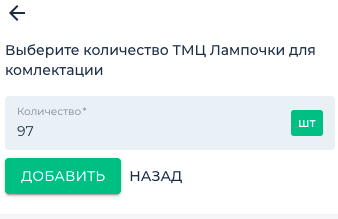 Выберите количество ТМЦ Лампочки для
комлектации
Количество*
97
шт
ДОБАВИТЬ
НАЗАД